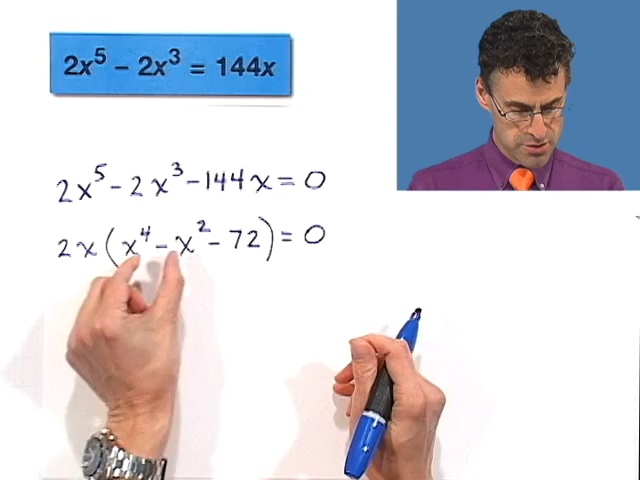 2x⁵ − 2x³ = 144x
2x⁵ − 2x³ − 144x = 0
2x(x⁴ − x² − 72) = 0